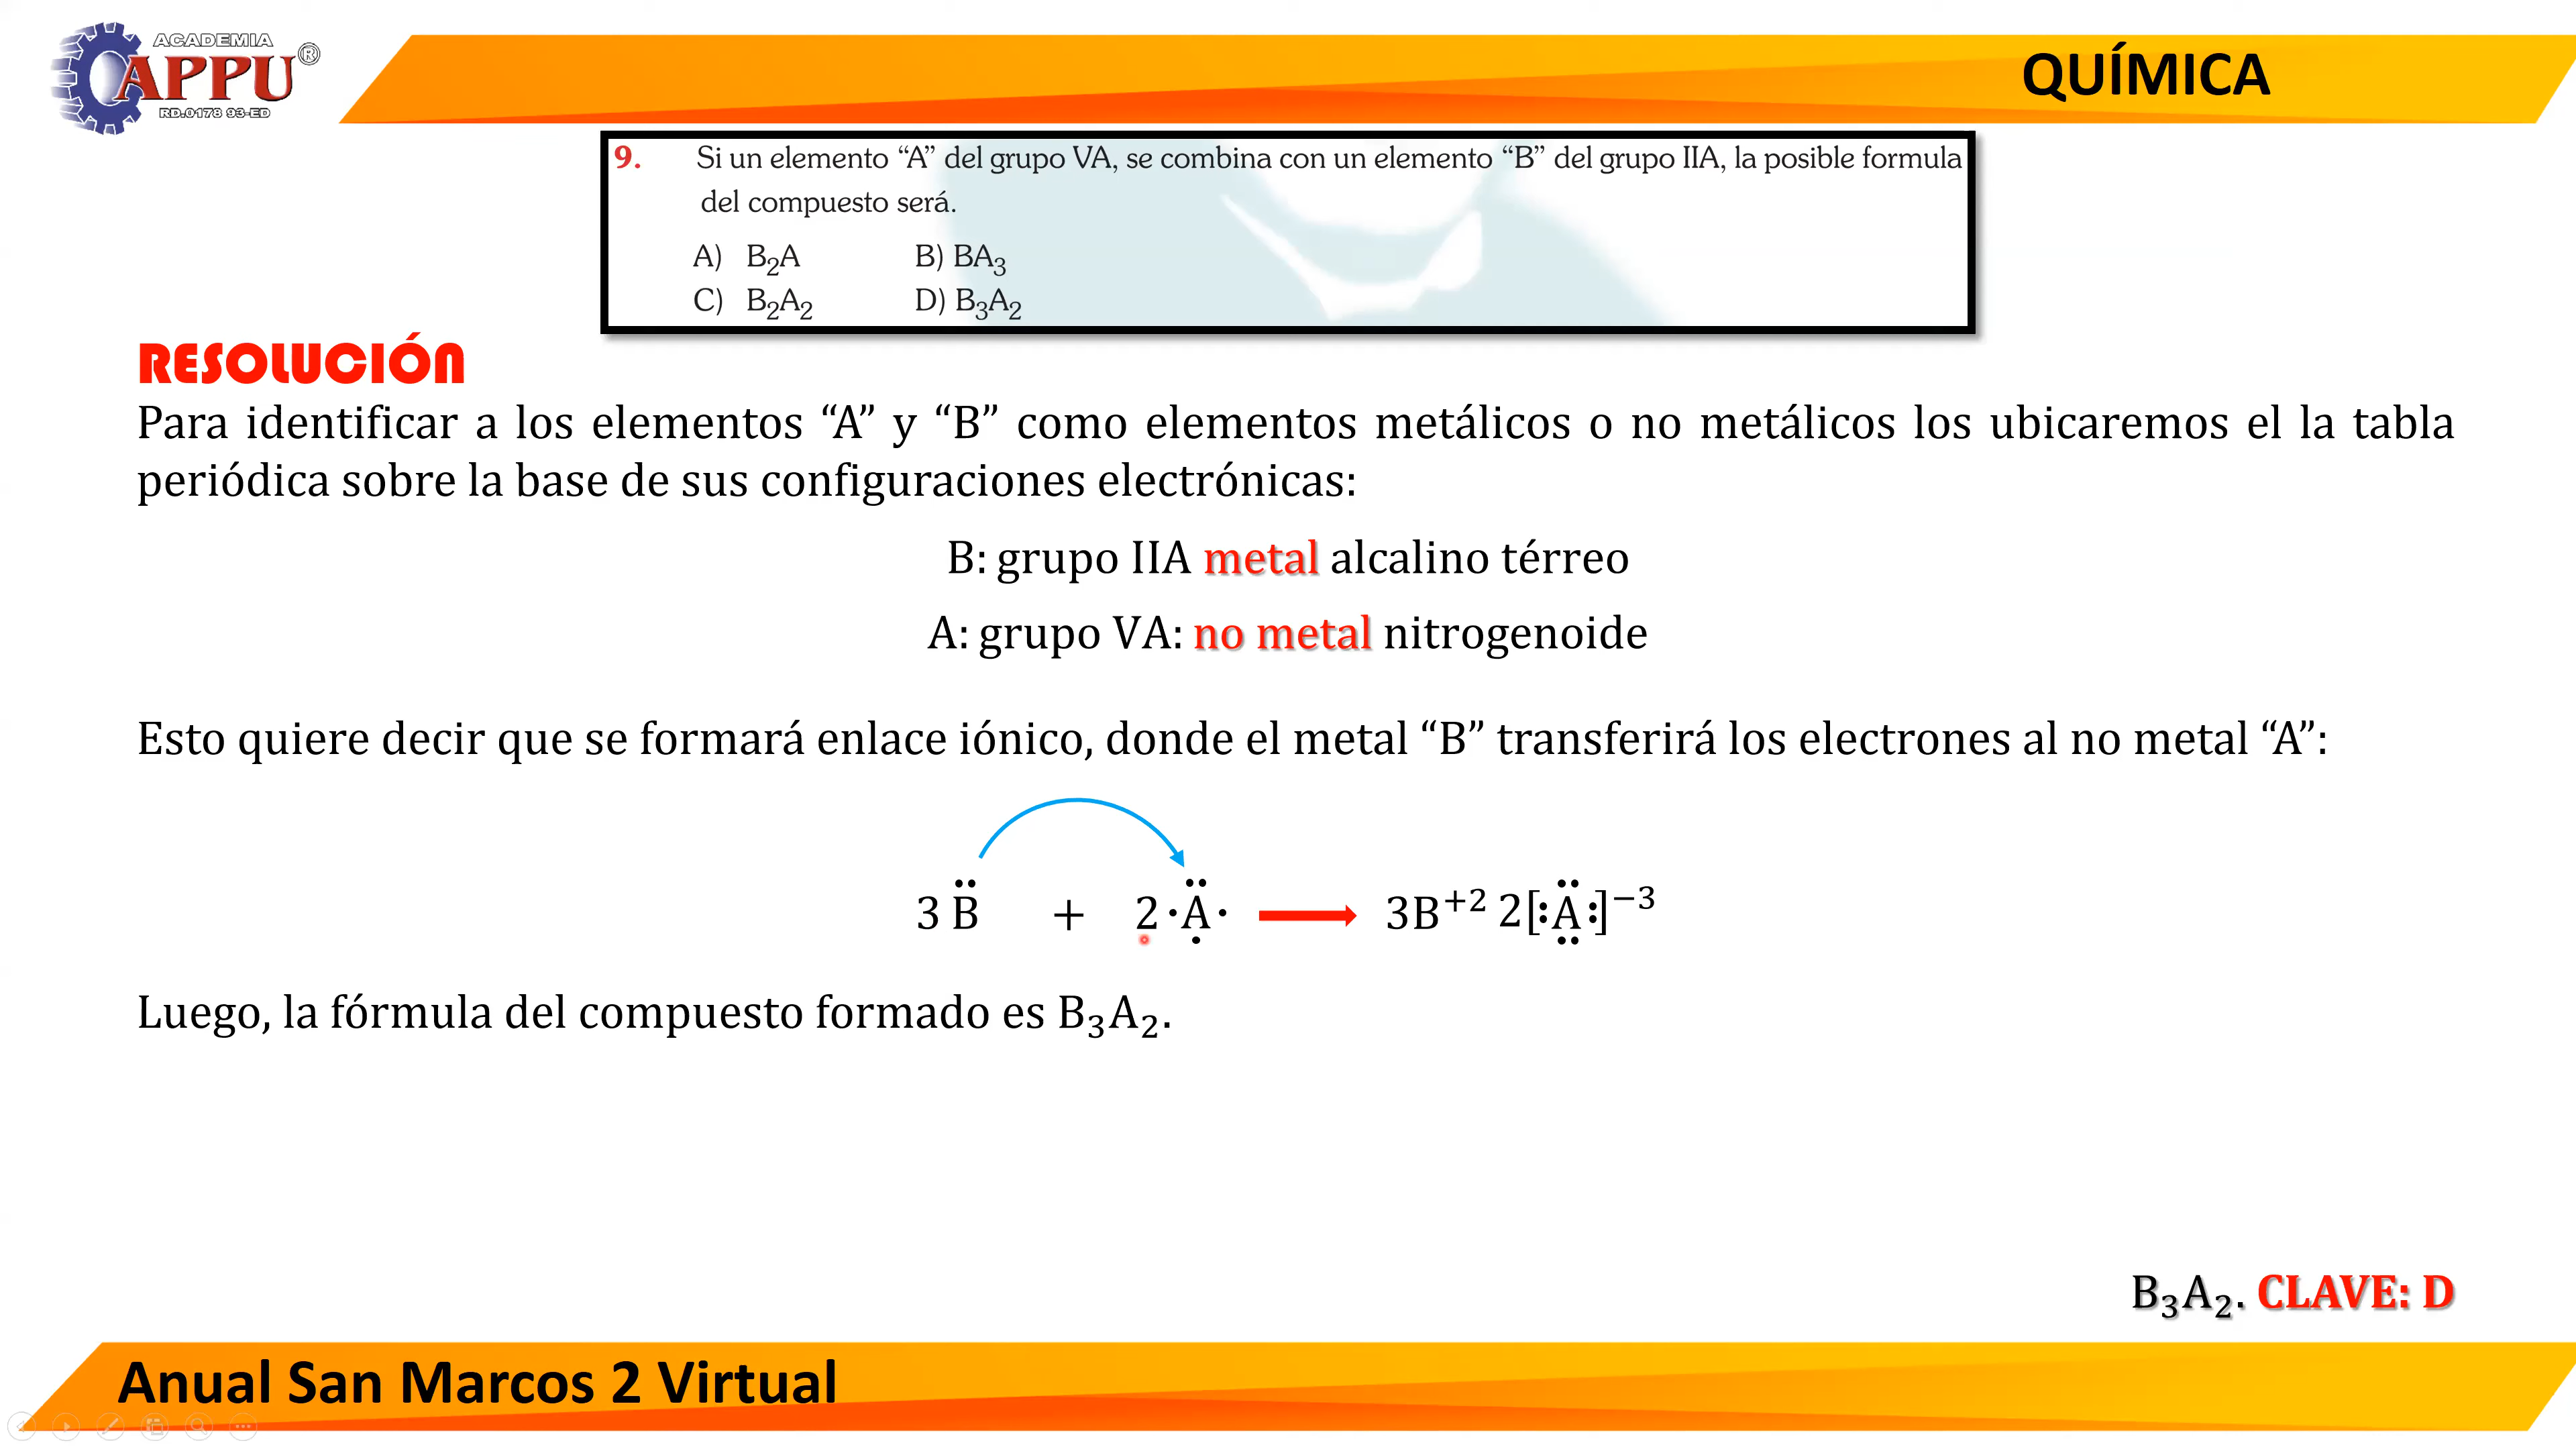 ACADEMIA
APPU®
RD.0178 93-ED
QUÍMICA
9. Si un elemento “A” del grupo VA, se combina con un elemento “B” del grupo IIA, la posible formula
del compuesto será.
A) B₂A B) BA₃
C) B₂A₂ D) B₃A₂
RESOLUCIÓN
Para identificar a los elementos “A” y “B” como elementos metálicos o no metálicos los ubicaremos el la tabla
periódica sobre la base de sus configuraciones electrónicas:
B: grupo IIA metal alcalino térreo
A: grupo VA: no metal nitrogenoide
Esto quiere decir que se formará enlace iónico, donde el metal “B” transferirá los electrones al no metal “A”:
3 B + 2 A 3B⁺² 2[A]⁻³
Luego, la fórmula del compuesto formado es B₃A₂.
B₃A₂. CLAVE: D
Anual San Marcos 2 Virtual